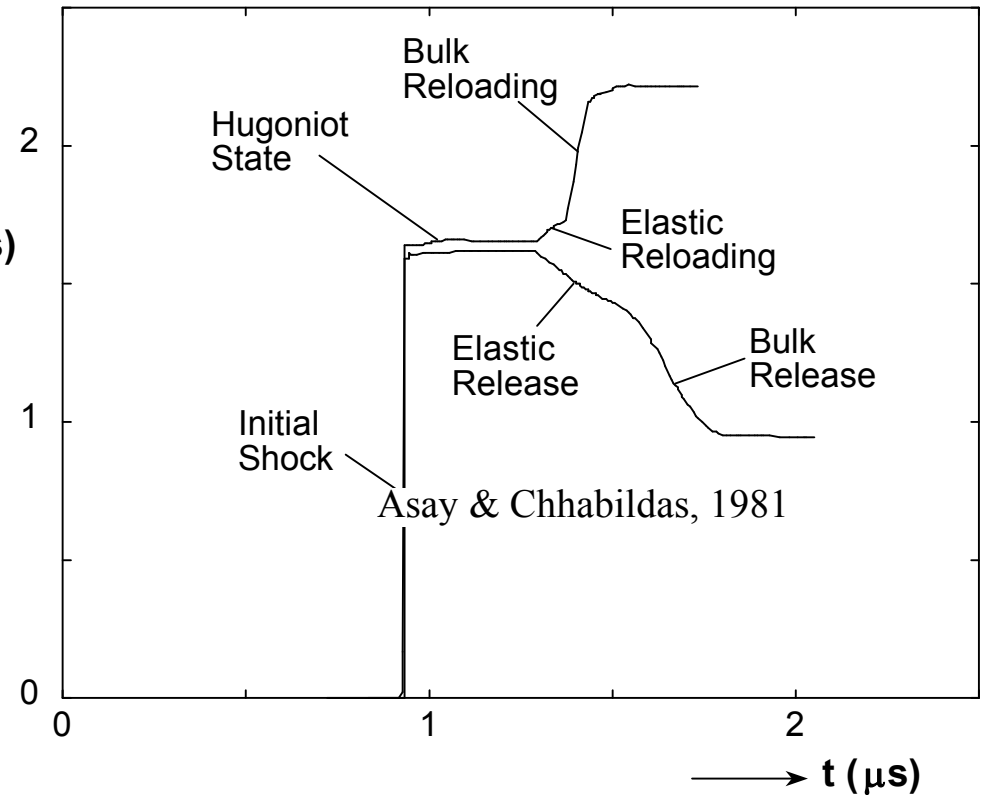 Bulk
Reloading
Hugoniot
State
2
Elastic
Reloading
s)
Elastic
Release
Bulk
Release
1
Initial
Shock
Asay & Chhabildas, 1981
0
0
1
2
t (μs)